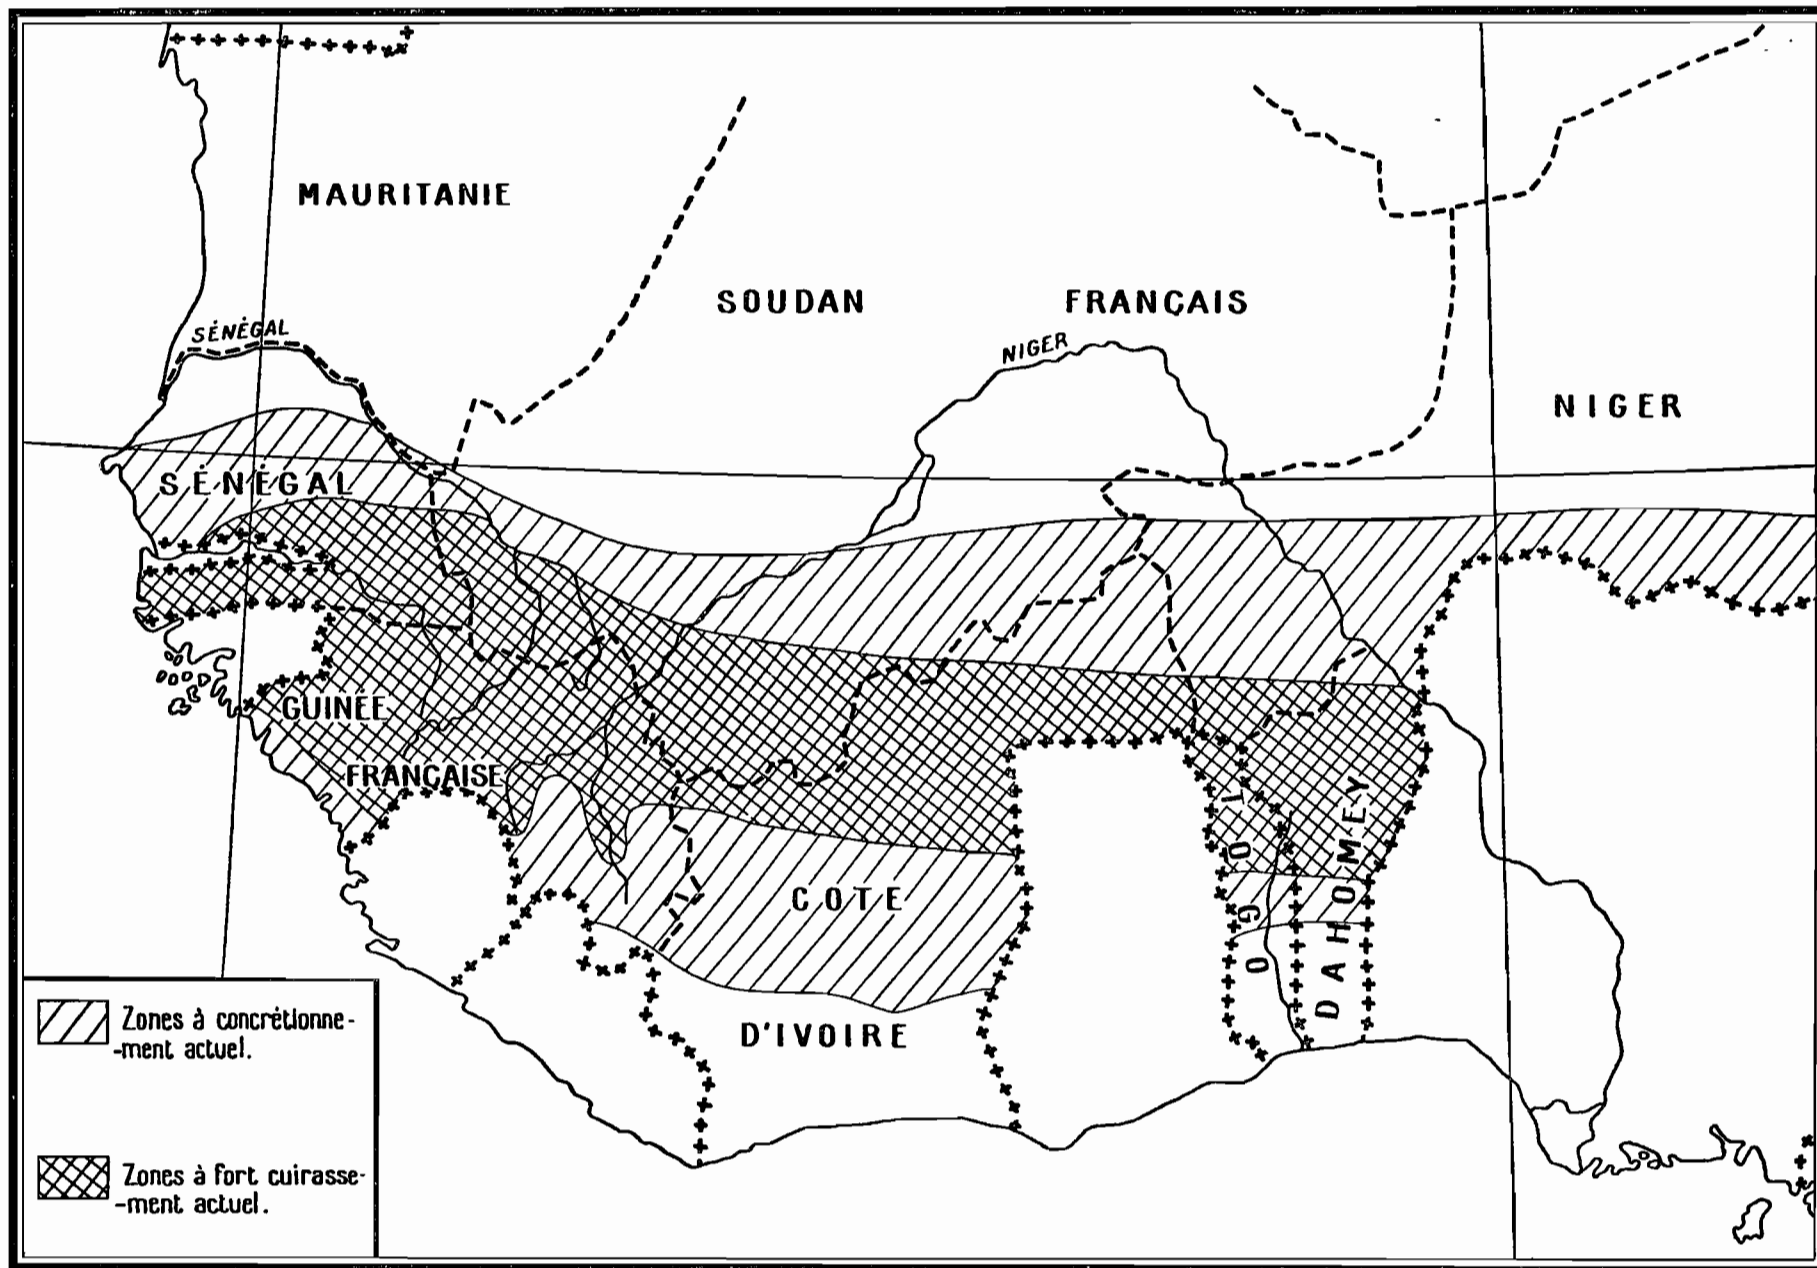 MAURITANIE
SOUDAN FRANÇAIS
SÉNÉGAL
NIGER
NIGER
SÉNÉGAL
GUINÉE
FRANÇAISE
COTE
D'IVOIRE
TOGO
DAHOMEY
Zones à concrétionne-
-ment actuel.
Zones à fort cuirasse-
-ment actuel.